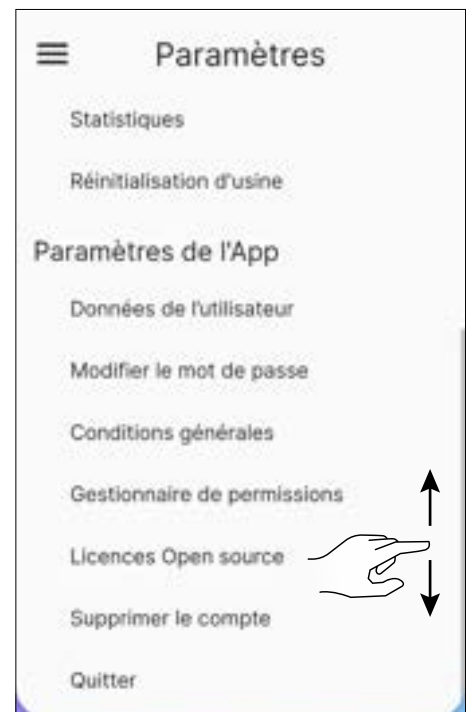 Paramètres
Statistiques
Réinitialisation d'usine
Paramètres de l'App
Données de l'utilisateur
Modifier le mot de passe
Conditions générales
Gestionnaire de permissions
Licences Open source
Supprimer le compte
Quitter